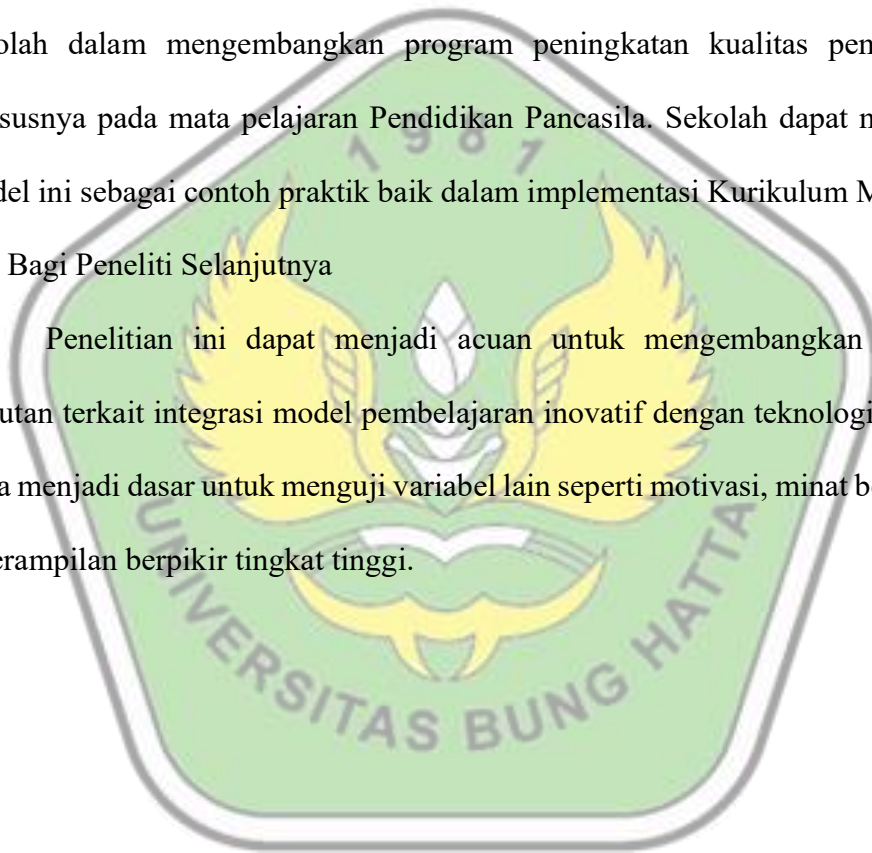 olah dalam mengembangkan program peningkatan kualitas pen
susnya pada mata pelajaran Pendidikan Pancasila. Sekolah dapat m
del ini sebagai contoh praktik baik dalam implementasi Kurikulum M
Bagi Peneliti Selanjutnya
Penelitian ini dapat menjadi acuan untuk mengembangkan
utan terkait integrasi model pembelajaran inovatif dengan teknologi
a menjadi dasar untuk menguji variabel lain seperti motivasi, minat be
erampilan berpikir tingkat tinggi.
1981
UNIVERSITAS BUNG HATTA